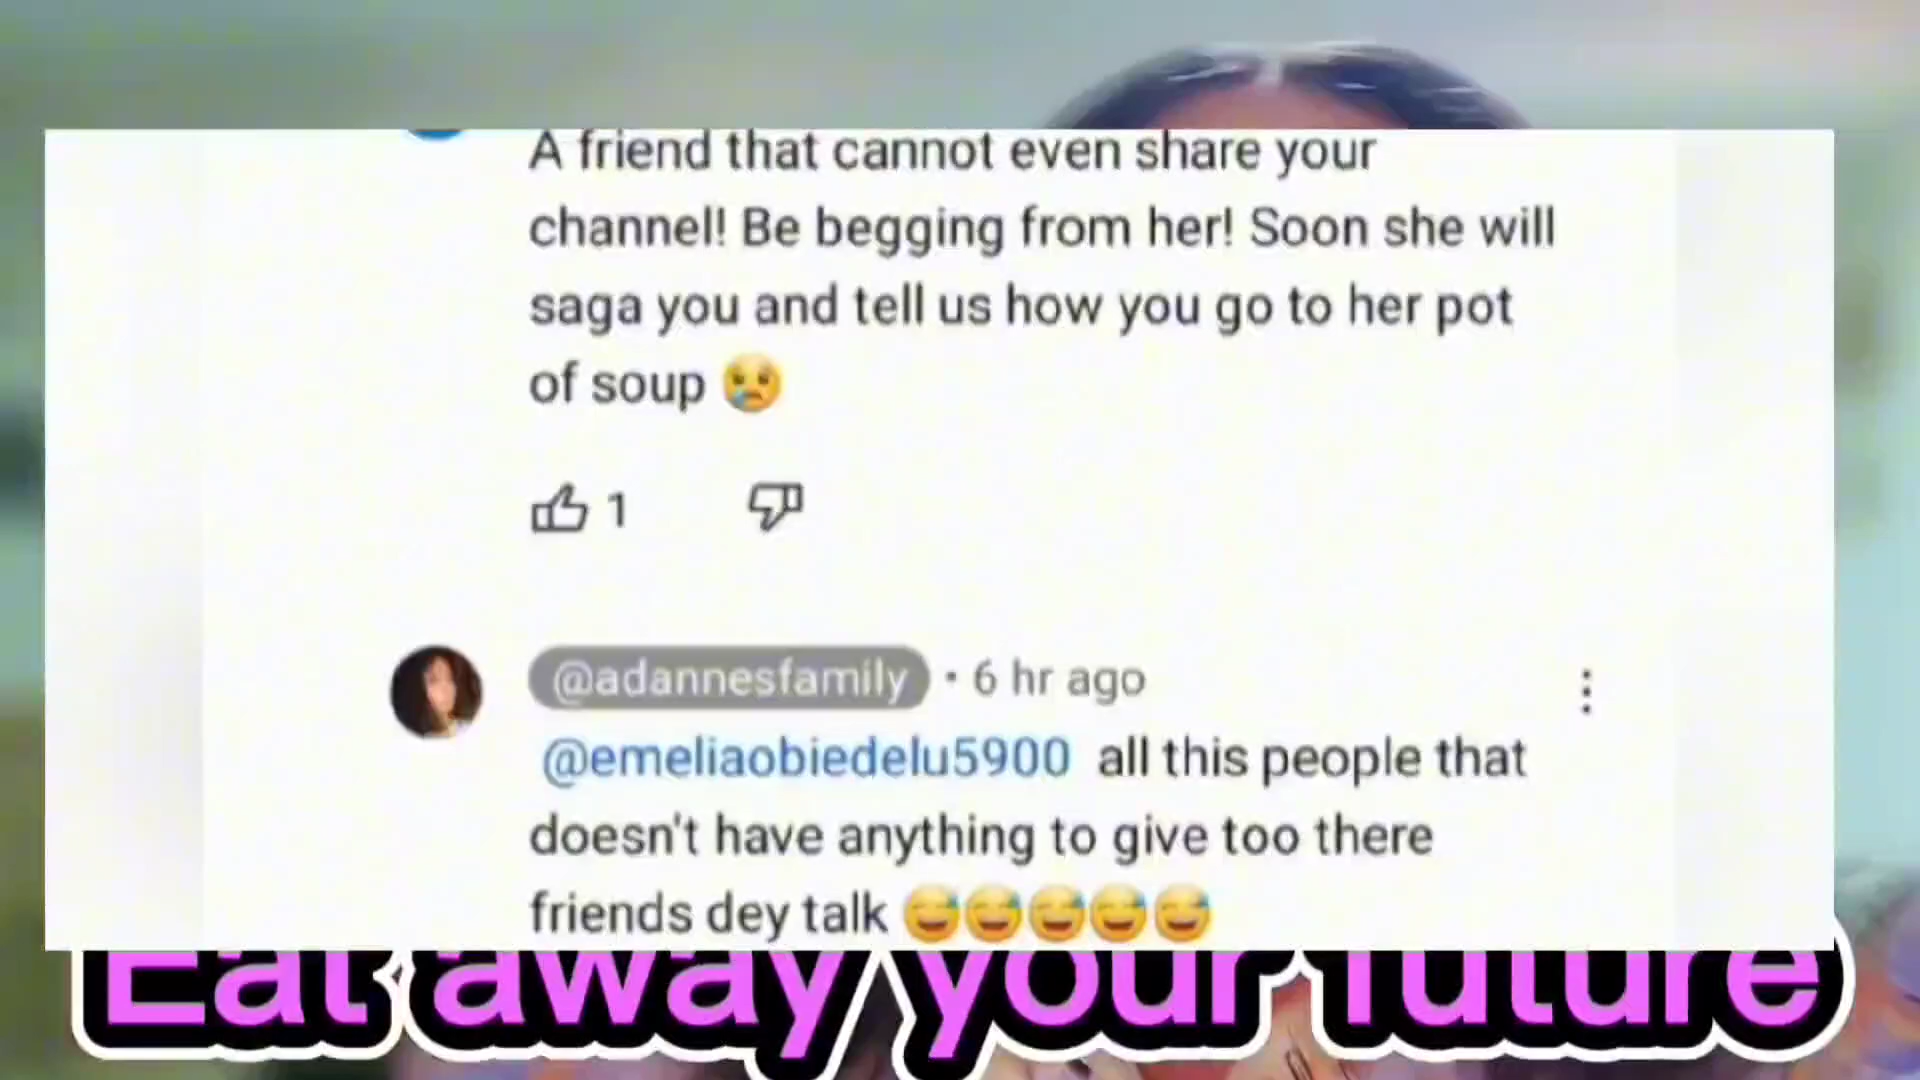 A friend that cannot even share your
channel! Be begging from her! Soon she will
saga you and tell us how you go to her pot
of soup 😢
1
@adannesfamily • 6 hr ago
@emeliaobiedelu5900 all this people that
doesn't have anything to give too there
friends dey talk 😅😅😅😅😅
Eat away your future